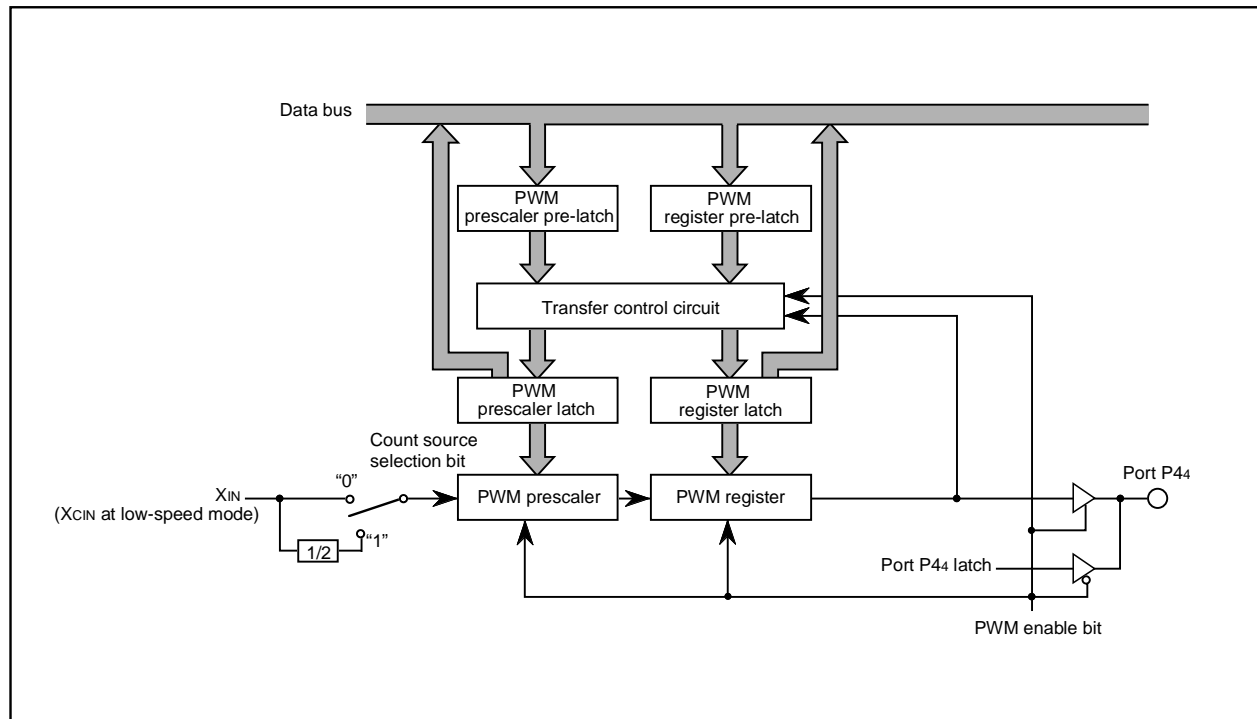 Data bus
PWM
prescaler pre-latch
PWM
register pre-latch
Transfer control circuit
PWM
prescaler latch
PWM
register latch
Count source
selection bit
XIN
(XCIN at low-speed mode)
“0”
“1”
1/2
PWM prescaler
PWM register
Port P44
Port P44 latch
PWM enable bit